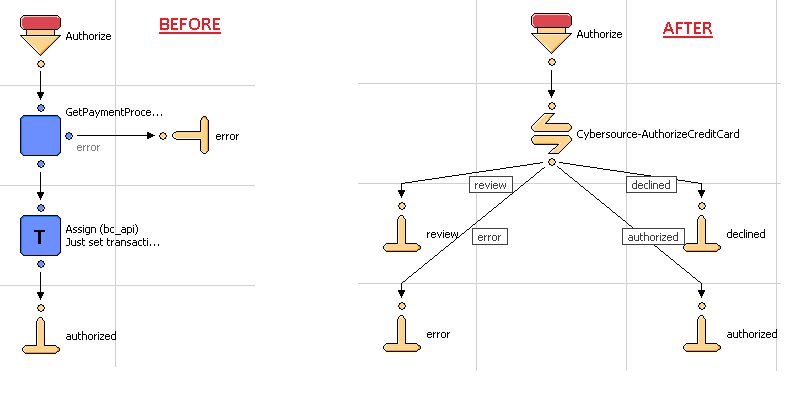 BEFORE
Authorize
GetPaymentProce...
error
error
T
Assign (bc_api)
Just set transacti...
authorized
AFTER
Authorize
Cybersource-AuthorizeCreditCard
review
declined
review
error
authorized
declined
error
authorized